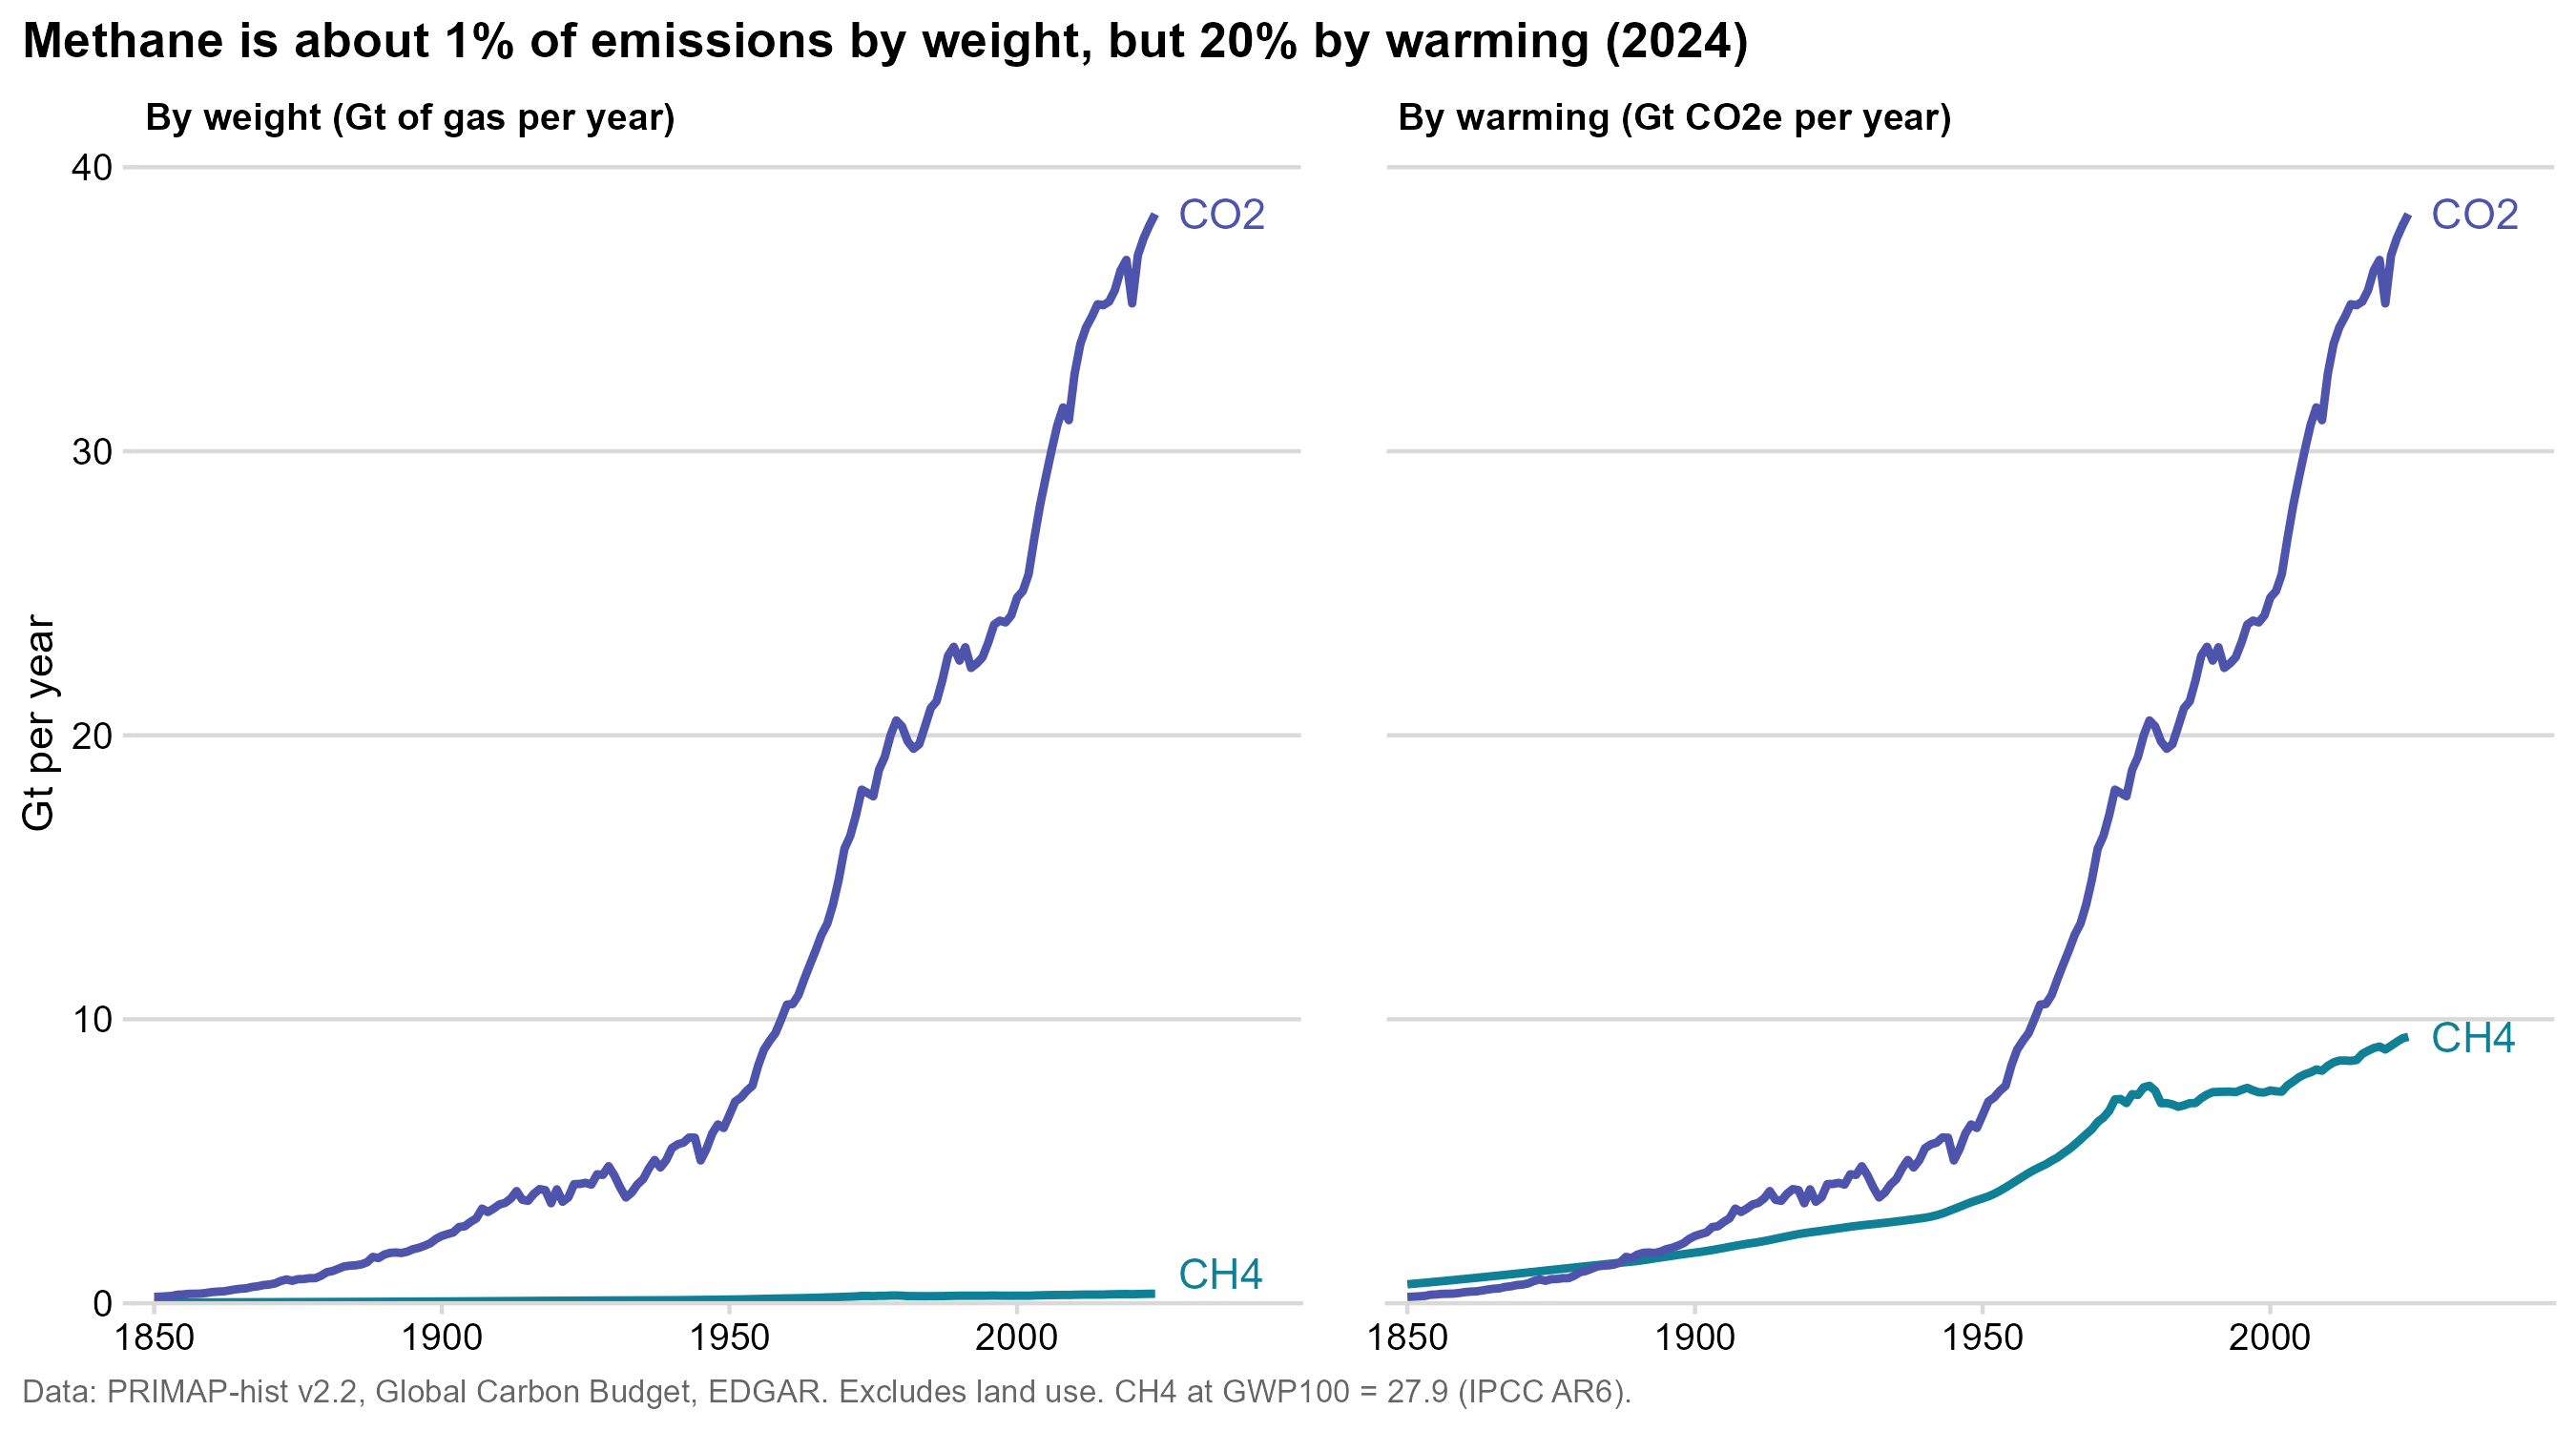 Methane is about 1% of emissions by weight, but 20% by warming (2024)
By weight (Gt of gas per year)
By warming (Gt CO2e per year)
Gt per year
40
30
20
10
0
CO2
CH4
1850
1900
1950
2000
CO2
CH4
1850
1900
1950
2000
Data: PRIMAP-hist v2.2, Global Carbon Budget, EDGAR. Excludes land use. CH4 at GWP100 = 27.9 (IPCC AR6).